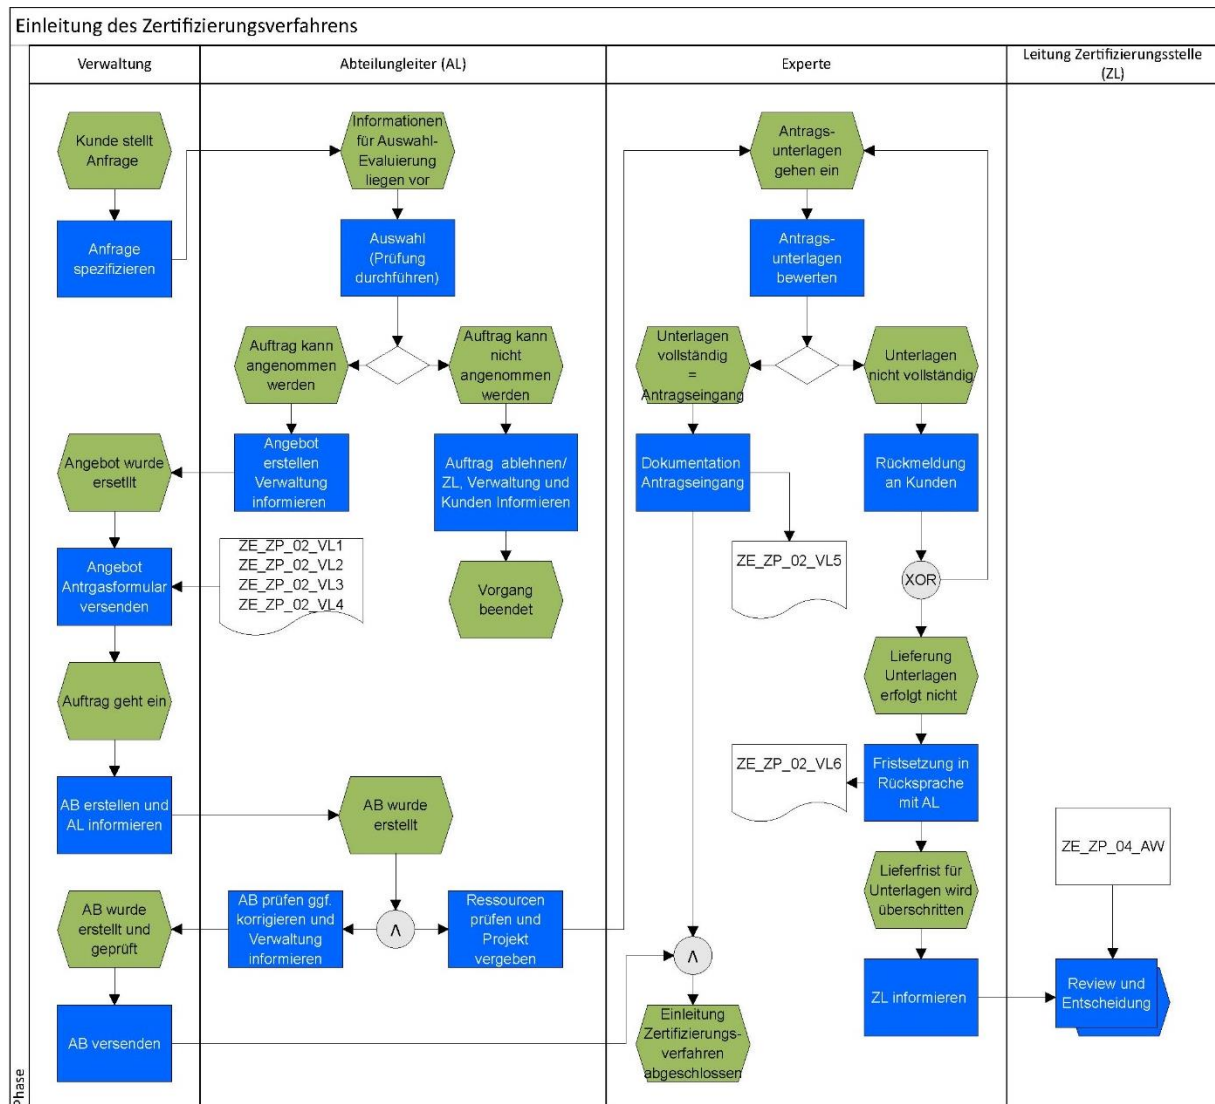 Einleitung des Zertifizierungsverfahrens
Phase
Verwaltung
Abteilungleiter (AL)
Experte
Leitung Zertifizierungsstelle
(ZL)
Kunde stellt
Anfrage
Anfrage
spezifizieren
Informationen
für Auswahl-
Evaluierung
liegen vor
Auswahl
(Prüfung
durchführen)
Auftrag kann
angenommen
werden
Auftrag kann
nicht
angenommen
werden
Angebot
erstellen
Verwaltung
informieren
Auftrag ablehnen/
ZL, Verwaltung und
Kunden Informieren
Vorgang
beendet
Angebot wurde
ersetllt
Angebot
Antrgasformular
versenden
ZE_ZP_02_VL1
ZE_ZP_02_VL2
ZE_ZP_02_VL3
ZE_ZP_02_VL4
Auftrag geht ein
AB erstellen und
AL informieren
AB wurde
erstellt
Λ
AB prüfen ggf.
korrigieren und
Verwaltung
informieren
Ressourcen
prüfen und
Projekt
vergeben
AB wurde
erstellt und
geprüft
AB versenden
Antrags-
unterlagen
gehen ein
Antrags-
unterlagen
bewerten
Unterlagen
vollständig
=
Antragseingang
Unterlagen
nicht vollständig
Dokumentation
Antragseingang
Rückmeldung
an Kunden
ZE_ZP_02_VL5
XOR
Lieferung
Unterlagen
erfolgt nicht
ZE_ZP_02_VL6
Fristsetzung in
Rücksprache
mit AL
Lieferfrist für
Unterlagen wird
überschritten
Λ
Einleitung
Zertifizierungs-
verfahren
abgeschlossen
ZL informieren
ZE_ZP_04_AW
Review und
Entscheidung